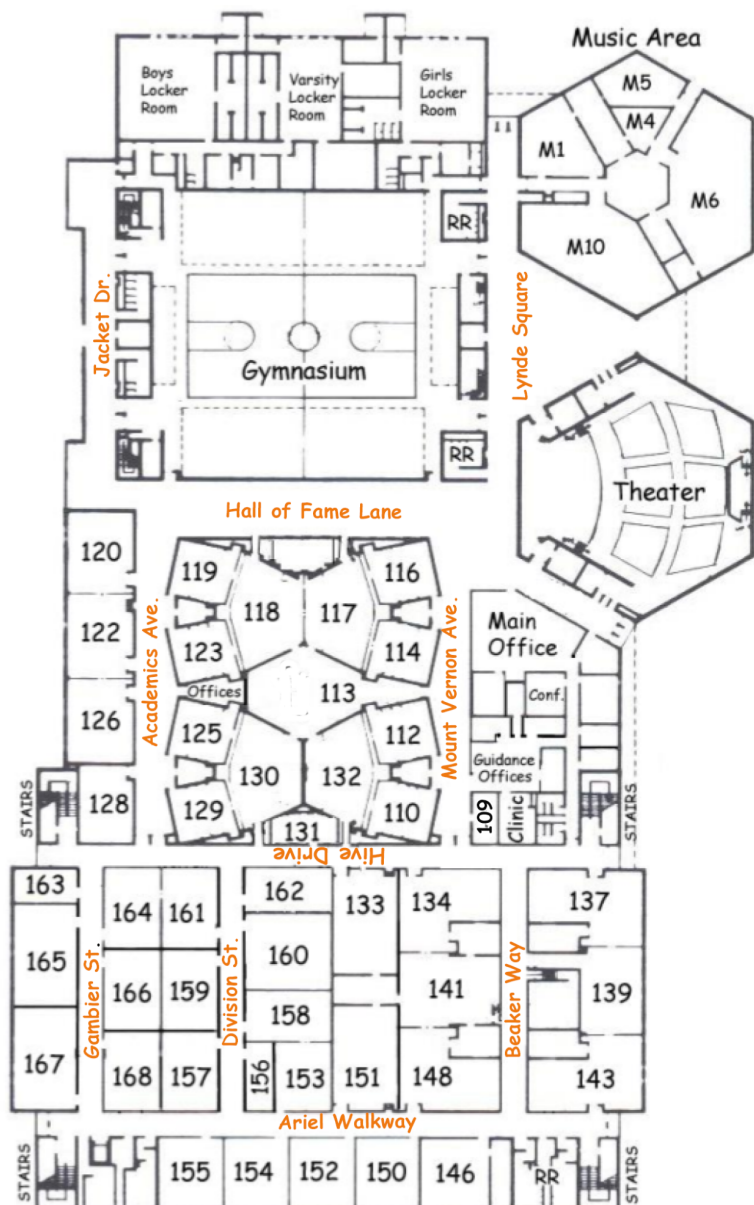 Music Area
Boys
Locker
Room
Varsity
Locker
Room
Girls
Locker
Room
M5
M4
M1
M6
M10
RR
Jacket Dr.
Gymnasium
Lynde Square
RR
Theater
Hall of Fame Lane
120
119
118
117
116
122
123
Academics Ave.
Mount Vernon Ave.
114
Main
Office
113
Offices
Conf.
126
125
112
130
132
Guidance
Offices
128
129
131
110
109
Clinic
STAIRS
STAIRS
Hive Drive
163
164
161
162
133
134
137
165
166
159
160
141
139
Gambier St.
Division St.
Beaker Way
158
167
168
157
156
153
151
148
143
Ariel Walkway
STAIRS
155
154
152
150
146
RR
STAIRS